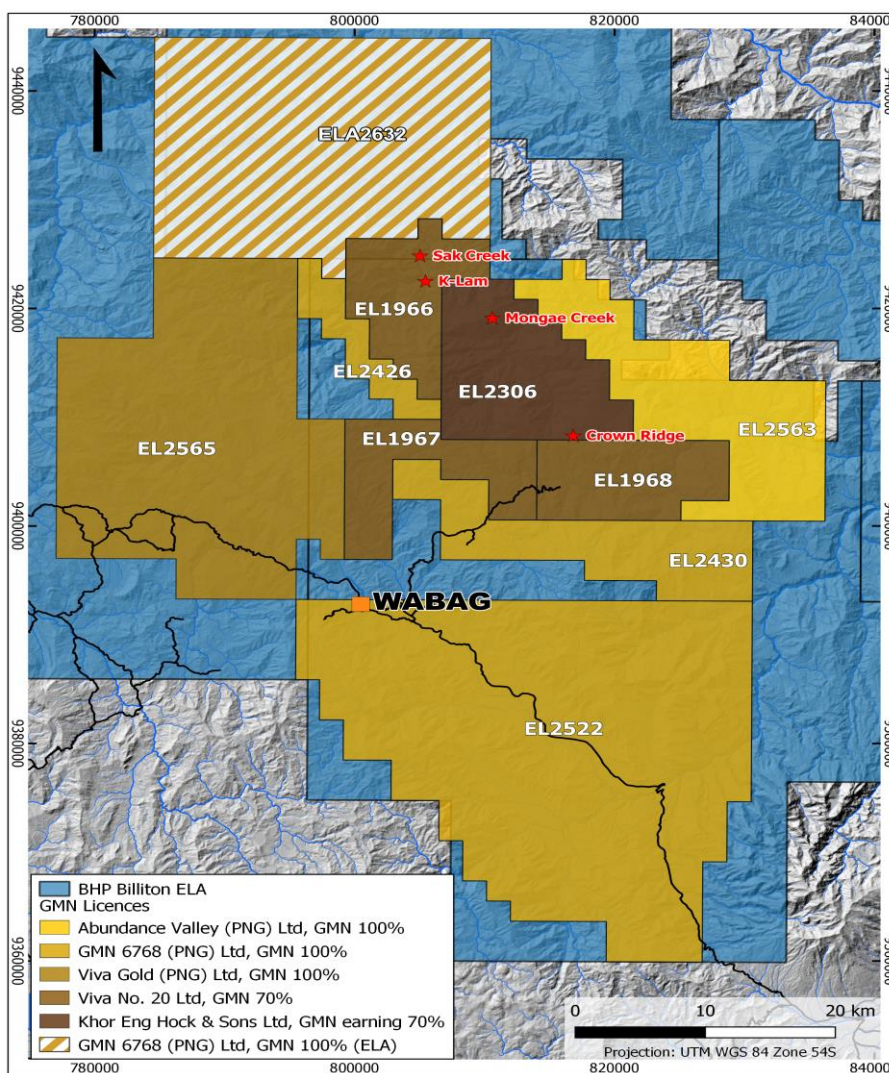 780000
800000
820000
840000
9440000
9420000
9400000
9380000
9360000
ELA2632
Sak Creek
K-Lam
EL1966
Mongae Creek
EL2426
EL2306
EL2563
EL1967
Crown Ridge
EL2565
EL1968
EL2430
WABAG
EL2522
BHP Billiton ELA
GMN Licences
Abundance Valley (PNG) Ltd, GMN 100%
GMN 6768 (PNG) Ltd, GMN 100%
Viva Gold (PNG) Ltd, GMN 100%
Viva No. 20 Ltd, GMN 70%
Khor Eng Hock & Sons Ltd, GMN earning 70%
GMN 6768 (PNG) Ltd, GMN 100% (ELA)
0
10
20 km
Projection: UTM WGS 84 Zone 54S
780000
800000
820000
840000